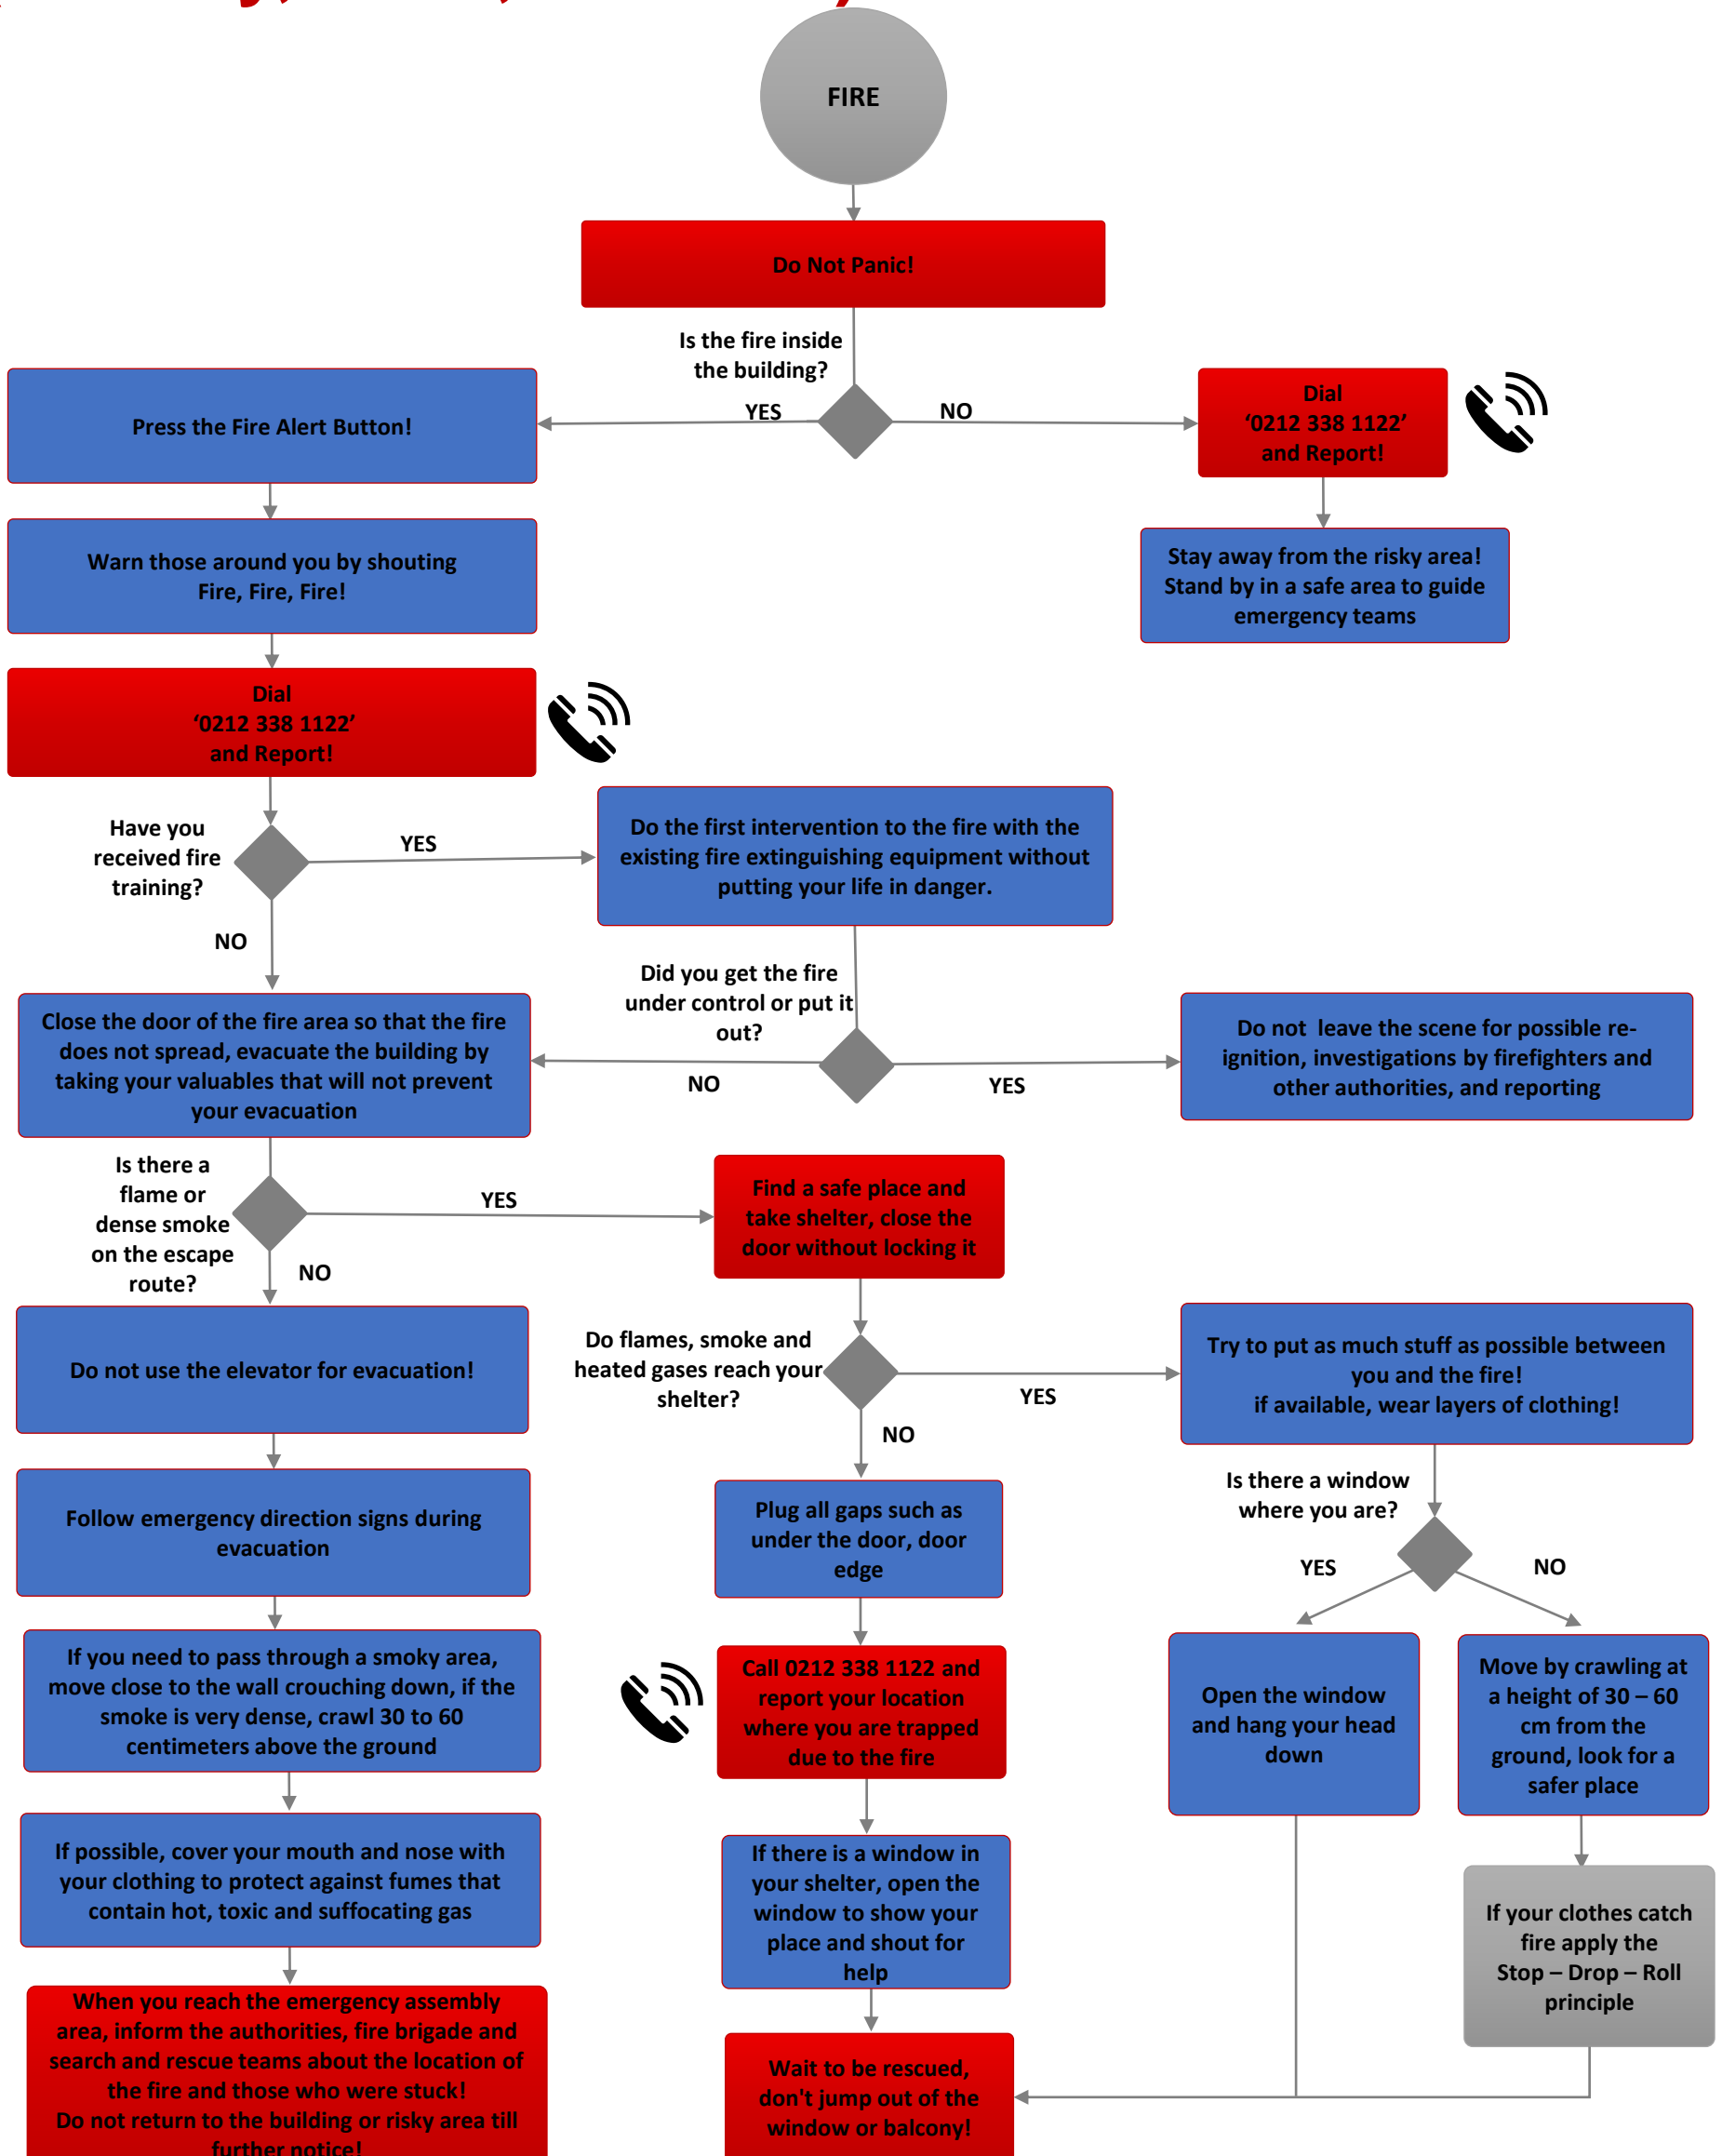 FIRE
Do Not Panic!
Is the fire inside
the building?
YES
NO
Press the Fire Alert Button!
Dial
‘0212 338 1122’
and Report!
Warn those around you by shouting
Fire, Fire, Fire!
Stay away from the risky area!
Stand by in a safe area to guide
emergency teams
Dial
‘0212 338 1122’
and Report!
Have you
received fire
training?
YES
NO
Do the first intervention to the fire with the
existing fire extinguishing equipment without
putting your life in danger.
Did you get the fire
under control or put it
out?
NO
YES
Close the door of the fire area so that the fire
does not spread, evacuate the building by
taking your valuables that will not prevent
your evacuation
Do not  leave the scene for possible re-
ignition, investigations by firefighters and
other authorities, and reporting
Is there a
flame or
dense smoke
on the escape
route?
YES
NO
Find a safe place and
take shelter, close the
door without locking it
Do not use the elevator for evacuation!
Do flames, smoke and
heated gases reach your
shelter?
YES
NO
Try to put as much stuff as possible between
you and the fire!
if available, wear layers of clothing!
Follow emergency direction signs during
evacuation
Plug all gaps such as
under the door, door
edge
Is there a window
where you are?
YES
NO
If you need to pass through a smoky area,
move close to the wall crouching down, if the
smoke is very dense, crawl 30 to 60
centimeters above the ground
Call 0212 338 1122 and
report your location
where you are trapped
due to the fire
Open the window
and hang your head
down
Move by crawling at
a height of 30 – 60
cm from the
ground, look for a
safer place
If possible, cover your mouth and nose with
your clothing to protect against fumes that
contain hot, toxic and suffocating gas
If there is a window in
your shelter, open the
window to show your
place and shout for
help
If your clothes catch
fire apply the
Stop – Drop – Roll
principle
When you reach the emergency assembly
area, inform the authorities, fire brigade and
search and rescue teams about the location of
the fire and those who were stuck!
Do not return to the building or risky area till
further notice!
Wait to be rescued,
don't jump out of the
window or balcony!